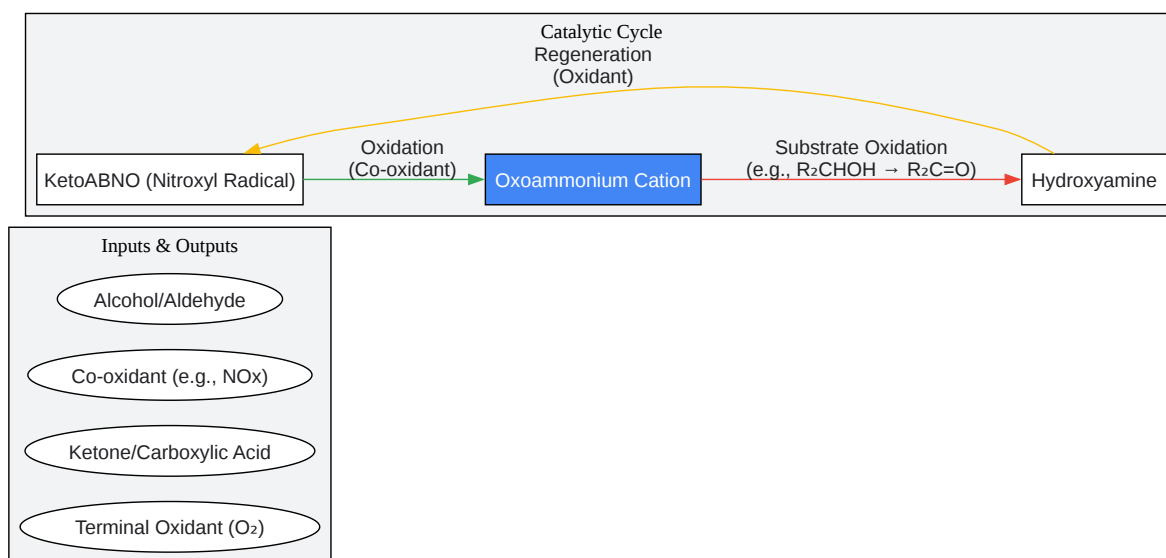 Catalytic Cycle
Regeneration
(Oxidant)
Oxidation
(Co-oxidant)
Substrate Oxidation
(e.g., R₂CHOH → R₂C=O)
KetoABNO (Nitroxyl Radical)
Oxoammonium Cation
Hydroxyamine
Inputs & Outputs
Alcohol/Aldehyde
Co-oxidant (e.g., NOx)
Ketone/Carboxylic Acid
Terminal Oxidant (O₂)